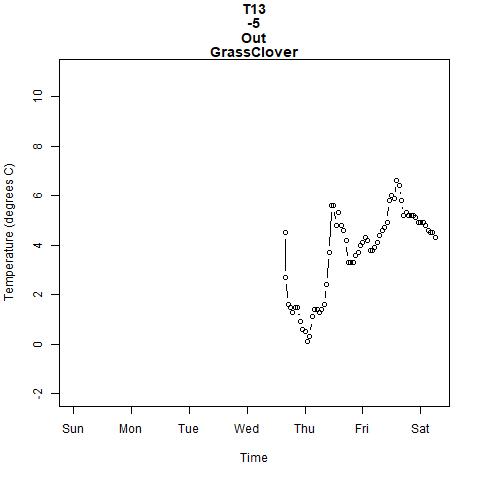 T13
-5
Out
GrassClover
Temperature (degrees C)
10
8
6
4
2
0
-2
Sun Mon Tue Wed Thu Fri Sat
Time